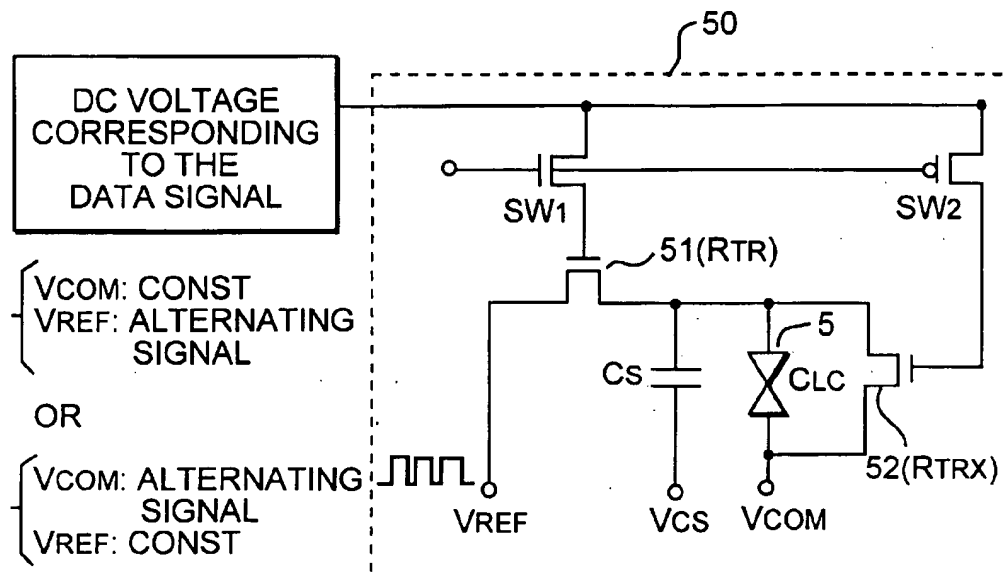 50
DC VOLTAGE
CORRESPONDING
TO THE
DATA SIGNAL
SW1
SW2
51(RTR)
VCOM: CONST
VREF: ALTERNATING
SIGNAL
OR
VCOM: ALTERNATING
SIGNAL
VREF: CONST
5
CS
CLC
52(RTRX)
VREF
VCS
VCOM